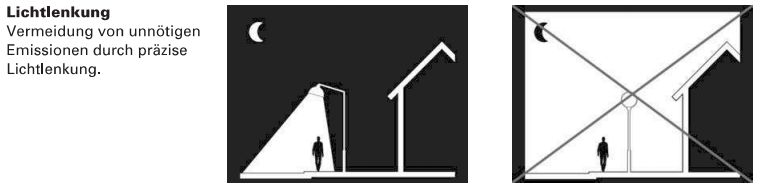 Lichtlenkung
Vermeidung von unnötigen
Emissionen durch präzise
Lichtlenkung.